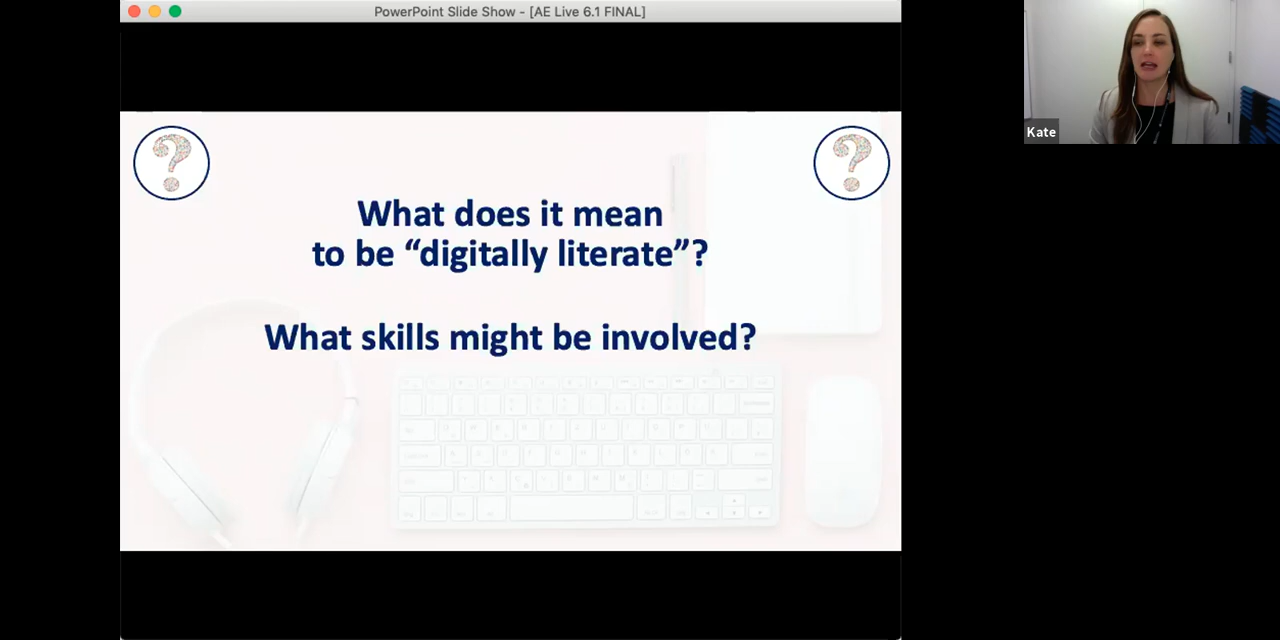 PowerPoint Slide Show - [AE Live 6.1 FINAL]
What does it mean
to be “digitally literate”?
What skills might be involved?
Kate